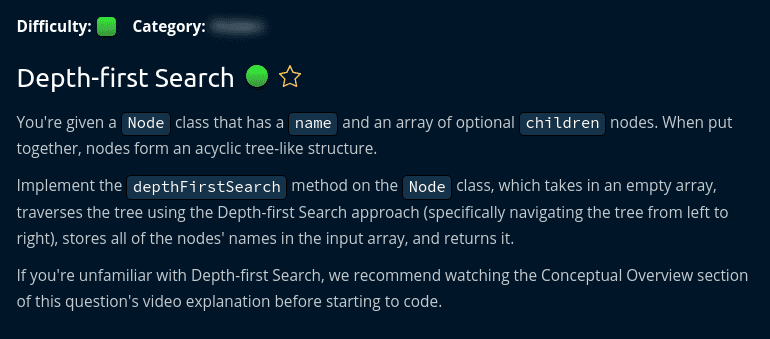 Difficulty: Category:
Depth-first Search
You're given a Node class that has a name and an array of optional children nodes. When put
together, nodes form an acyclic tree-like structure.
Implement the depthFirstSearch method on the Node class, which takes in an empty array,
traverses the tree using the Depth-first Search approach (specifically navigating the tree from left to
right), stores all of the nodes' names in the input array, and returns it.
If you're unfamiliar with Depth-first Search, we recommend watching the Conceptual Overview section
of this question's video explanation before starting to code.